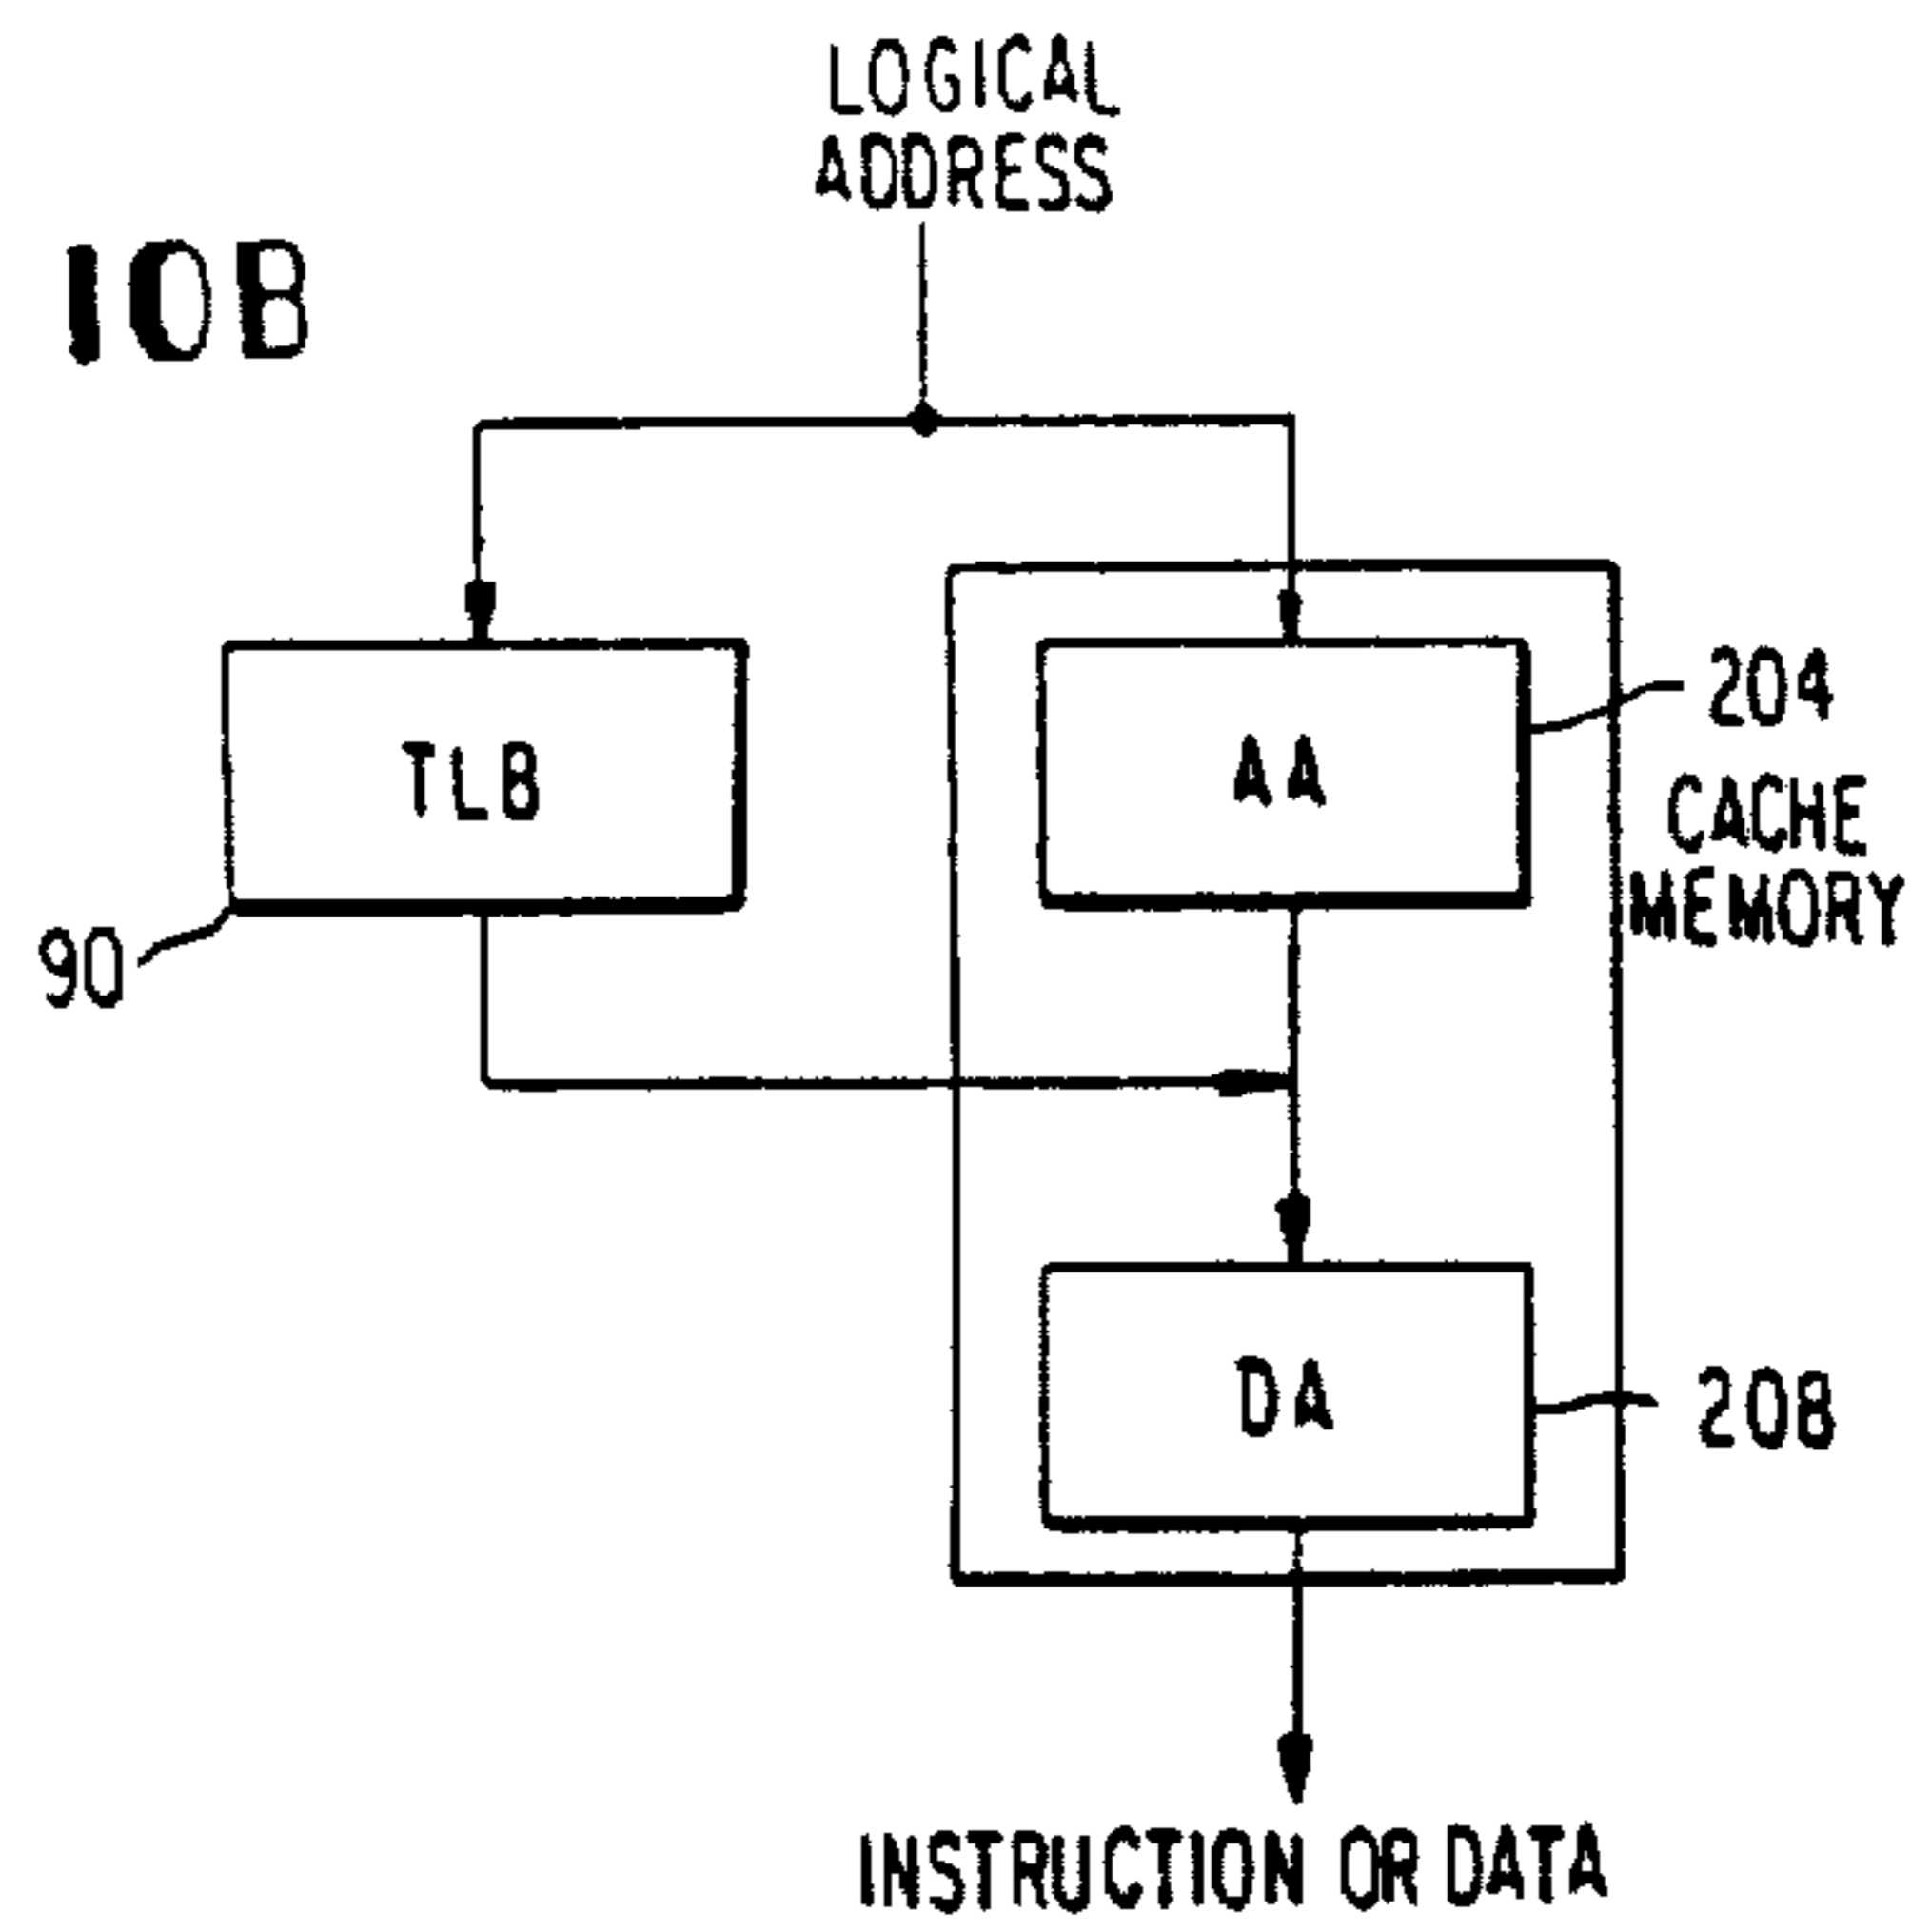 LOGICAL
ADDRESS
10B
TLB
AA
204
CACHE
MEMORY
90
DA
208
INSTRUCTION OR DATA